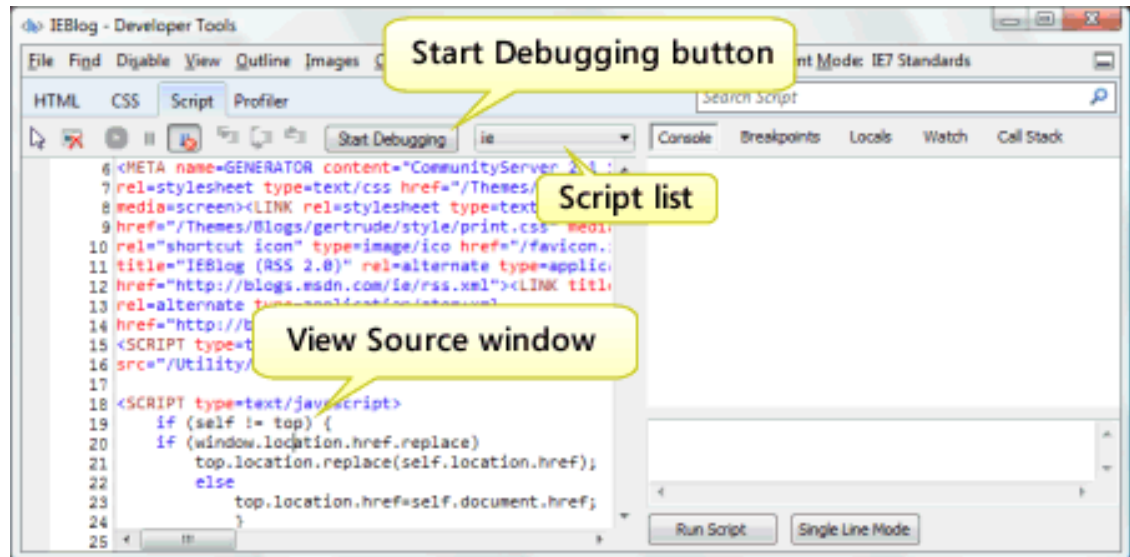 IEBlog - Developer Tools
File Find Disable View Outline Images
Mode: IE7 Standards
Start Debugging button
HTML CSS Script Profiler
Search Script
Start Debugging
ie
Console Breakpoints Locals Watch Call Stack
Script list
6 <META name=GENERATOR content="CommunityServer
7 rel=stylesheet type=text/css href="/Themes/
8 media=screen><LINK rel=stylesheet type=text
9 href="/Themes/Blogs/gertrude/style/print.css"
10 rel="shortcut icon" type=image/ico href="/favicon.
11 title="IEBlog (RSS 2.0)" rel=alternate
12 href="http://blogs.msdn.com/ie/rss.xml"><LINK
13 rel=alternate
14 href="http://b
15 <SCRIPT
16 src="/Utility/
17
18 <SCRIPT type=text/javascript>
19 if (self != top) {
20 if (window.location.href.replace)
21 top.location.replace(self.location.href);
22 else
23 top.location.href=self.document.href;
24 }
25
View Source window
Run Script Single Line Mode